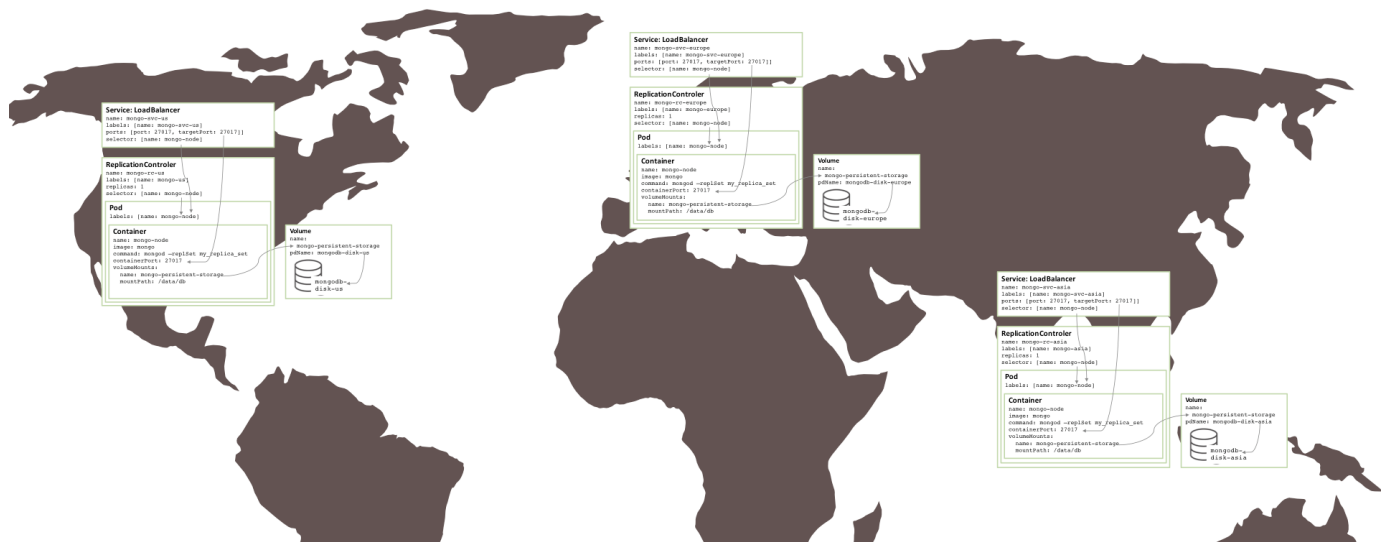 Service: LoadBalancer
name: mongo-svc-us
labels: [name: mongo-svc-us]
ports: [port: 27017, targetPort: 27017]]
selector: [name: mongo-node]
ReplicationControler
name: mongo-rc-us
labels: [name: mongo-us]
replicas: 1
selector: [name: mongo-node]
Pod
labels: [name: mongo-node]
Container
name: mongo-node
image: mongo
command: mongod –replSet my_replica_set
containerPort: 27017
volumeMounts:
name: mongo-persistent-storage
mountPath: /data/db
Volume
name:
mongo-persistent-storage
pdName: mongodb-disk-us
mongodb-
disk-us
Service: LoadBalancer
name: mongo-svc-europe
labels: [name: mongo-svc-europe]
ports: [port: 27017, targetPort: 27017]]
selector: [name: mongo-node]
ReplicationControler
name: mongo-rc-europe
labels: [name: mongo-europe]
replicas: 1
selector: [name: mongo-node]
Pod
labels: [name: mongo-node]
Container
name: mongo-node
image: mongo
command: mongod –replSet my_replica_set
containerPort: 27017
volumeMounts:
name: mongo-persistent-storage
mountPath: /data/db
Volume
name:
mongo-persistent-storage
pdName: mongodb-disk-europe
mongodb-
disk-europe
Service: LoadBalancer
name: mongo-svc-asia
labels: [name: mongo-svc-asia]
ports: [port: 27017, targetPort: 27017]]
selector: [name: mongo-node]
ReplicationControler
name: mongo-rc-asia
labels: [name: mongo-asia]
replicas: 1
selector: [name: mongo-node]
Pod
labels: [name: mongo-node]
Container
name: mongo-node
image: mongo
command: mongod –replSet my_replica_set
containerPort: 27017
volumeMounts:
name: mongo-persistent-storage
mountPath: /data/db
Volume
name:
mongo-persistent-storage
pdName: mongodb-disk-asia
mongodb-
disk-asia